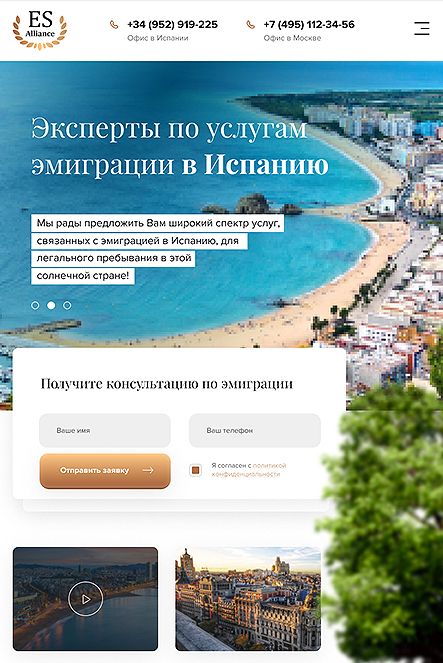 ES
Alliance
+34 (952) 919-225
Офис в Испании
+7 (495) 112-34-56
Офис в Москве
Эксперты по услугам
эмиграции в Испанию
Мы рады предложить Вам широкий спектр услуг,
связанных с эмиграцией в Испанию, для
легального пребывания в этой
солнечной стране!
Получите консультацию по эмиграции
Ваше имя
Ваш телефон
Отправить заявку
Я согласен с политикой
конфиденциальности